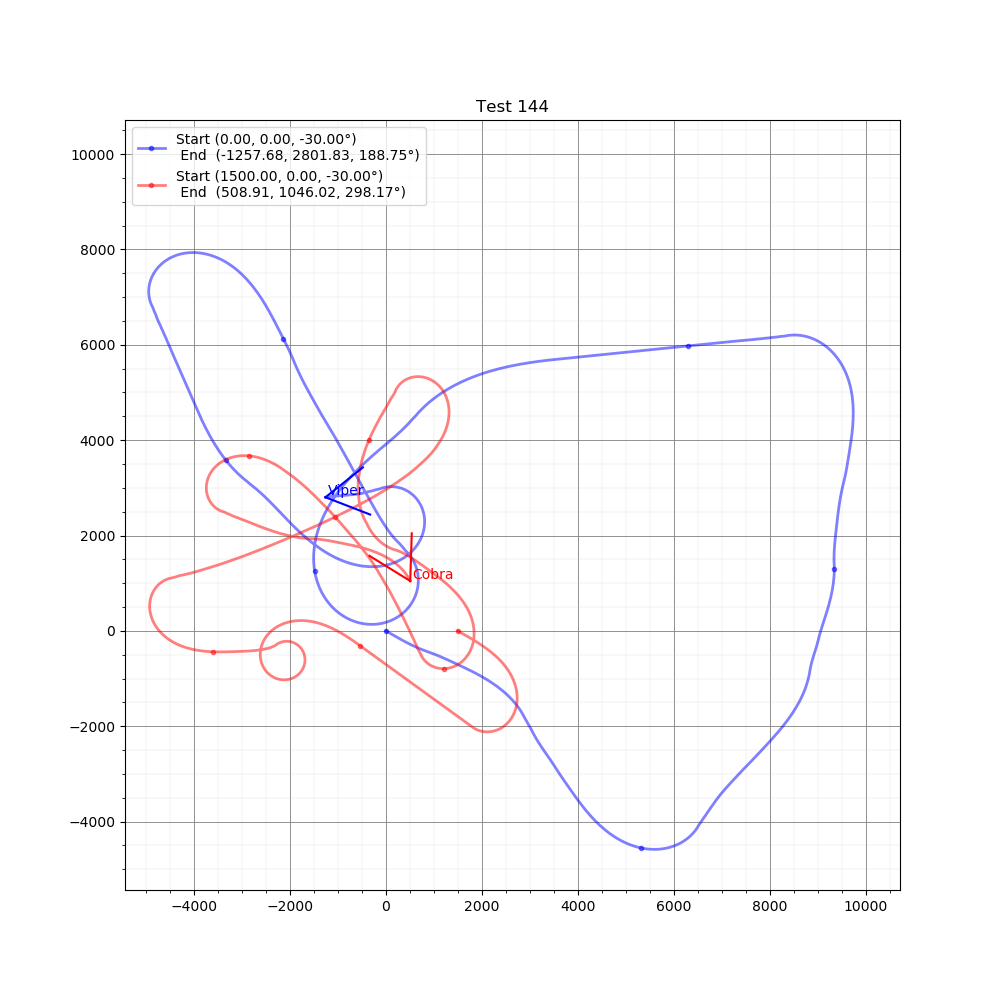 Test 144
Start (0.00, 0.00, -30.00°)
End  (-1257.68, 2801.83, 188.75°)
Start (1500.00, 0.00, -30.00°)
End  (508.91, 1046.02, 298.17°)
10000
8000
6000
4000
2000
0
−2000
−4000
Viper
Cobra
−4000 −2000 0 2000 4000 6000 8000 10000